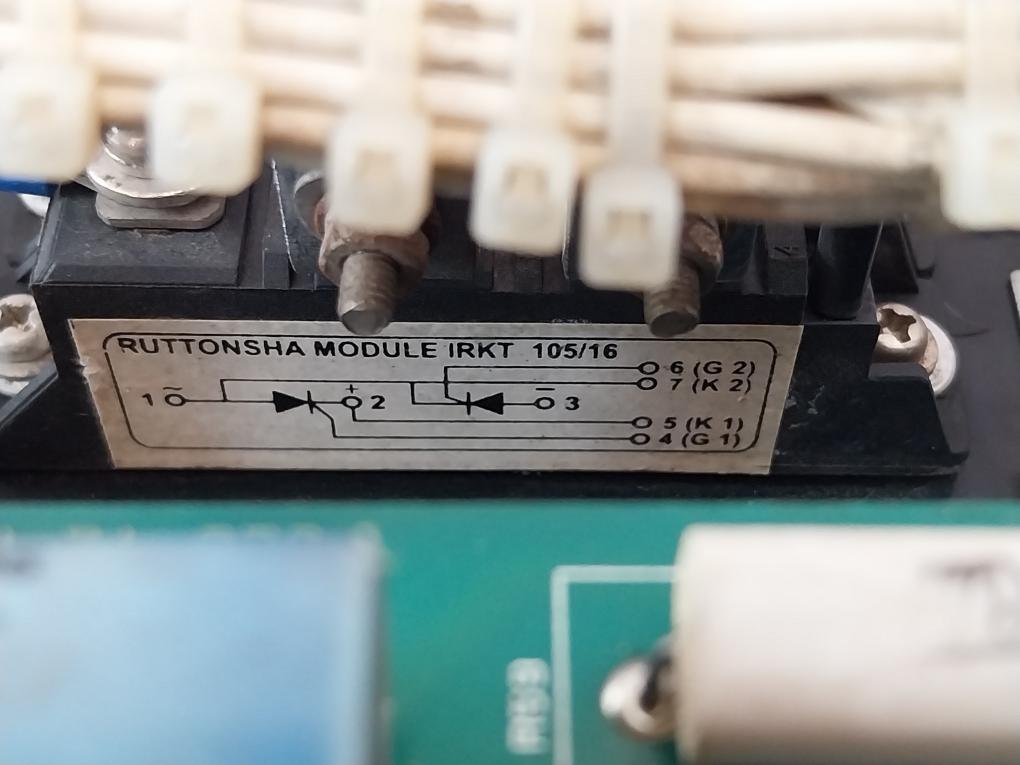 RUTTONSHA MODULE IRKT 105/16
6 (G 2)
7 (K 2)
1 ~ + 2 − 3
5 (K 1)
4 (G 1)